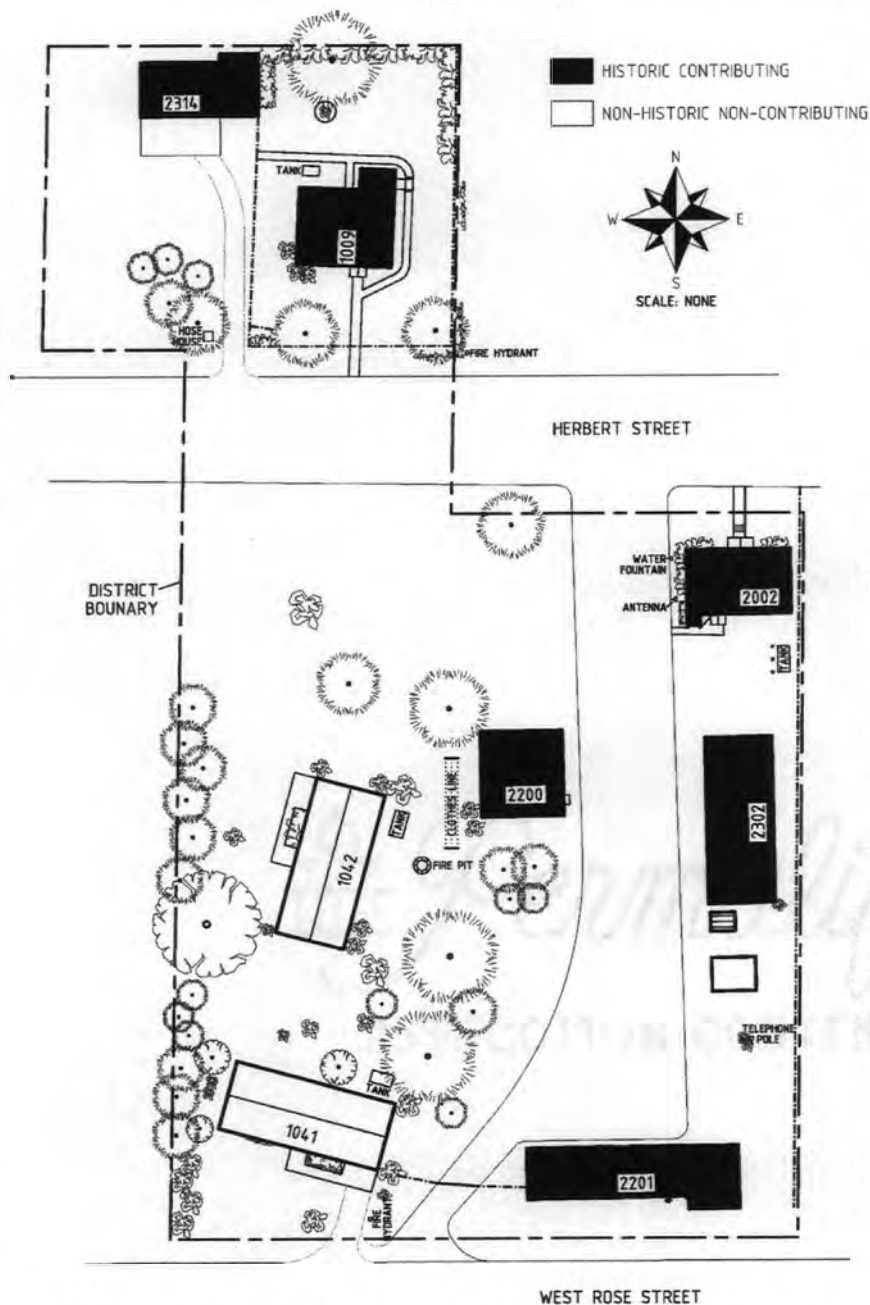 HISTORIC CONTRIBUTING
NON-HISTORIC NON-CONTRIBUTING
N
W E
S
SCALE: NONE
2314
TANK
1009
HOSE
HOUSE
FIRE HYDRANT
HERBERT STREET
DISTRICT
BOUNARY
WATER
FOUNTAIN
ANTENNA
2002
TANK
2200
CLOTHES LINE
TANK
1042
FIRE PIT
2302
TELEPHONE
POLE
TANK
1041
FIRE
HYDRANT
2201
WEST ROSE STREET